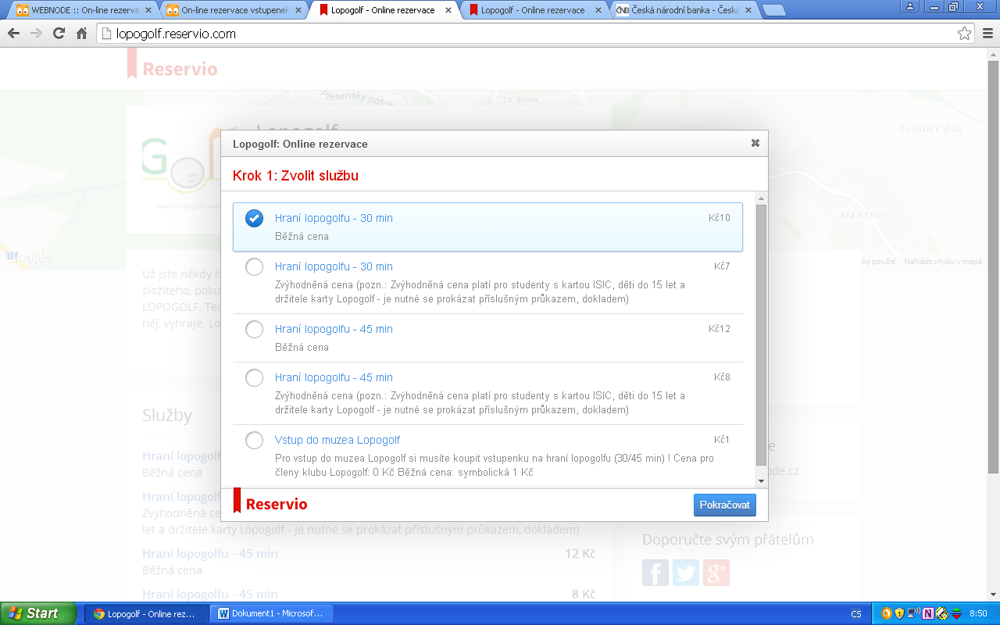 WEBNODE :: On-line rezerva
On-line rezervace vstupenek
Lopogolf - Online rezervace
Lopogolf - Online rezervace
Česká národní banka - Česk
lopogolf.reservio.com
Reservio
Plesenský potok
26. dubna
DLOUHÝ DŮL
MARTINOV
Lopogolf
Google
ky použití
Nahlásit chybu v mapě
Lopogolf: Online rezervace
Krok 1: Zvolit službu
Hraní lopogolfu - 30 min
Kč10
Běžná cena
Hraní lopogolfu - 30 min
Kč7
Zvýhodněná cena (pozn.: Zvýhodněná cena platí pro studenty s kartou ISIC, děti do 15 let a
držitele karty Lopogolf - je nutné se prokázat příslušným průkazem, dokladem)
Hraní lopogolfu - 45 min
Kč12
Běžná cena
Hraní lopogolfu - 45 min
Kč8
Zvýhodněná cena (pozn.: Zvýhodněná cena platí pro studenty s kartou ISIC, děti do 15 let a
držitele karty Lopogolf - je nutné se prokázat příslušným průkazem, dokladem)
Vstup do muzea Lopogolf
Kč1
Pro vstup do muzea Lopogolf si musíte koupit vstupenku na hraní lopogolfu (30/45 min) ! Cena pro
členy klubu Lopogolf: 0 Kč Běžná cena: symbolická 1 Kč
Reservio
Pokračovat
Už jste někdy h
složitého, poku
LOPOGOLF. Ter
něj, vyhraje. Lo
Služby
Hraní lopogolf
Běžná cena
Hraní lopogolf
Zvýhodněná ce
let a držitele karty Lopogolf - je nutné se prokázat příslušným průkazem, dokladem)
Hraní lopogolfu - 45 min
12 Kč
Běžná cena
Hraní lopogolfu - 45 min
8 Kč
ode.cz
Doporučte svým přátelům
Start
Lopogolf - Online rez...
Dokument1 - Microsof...
CS
8:50